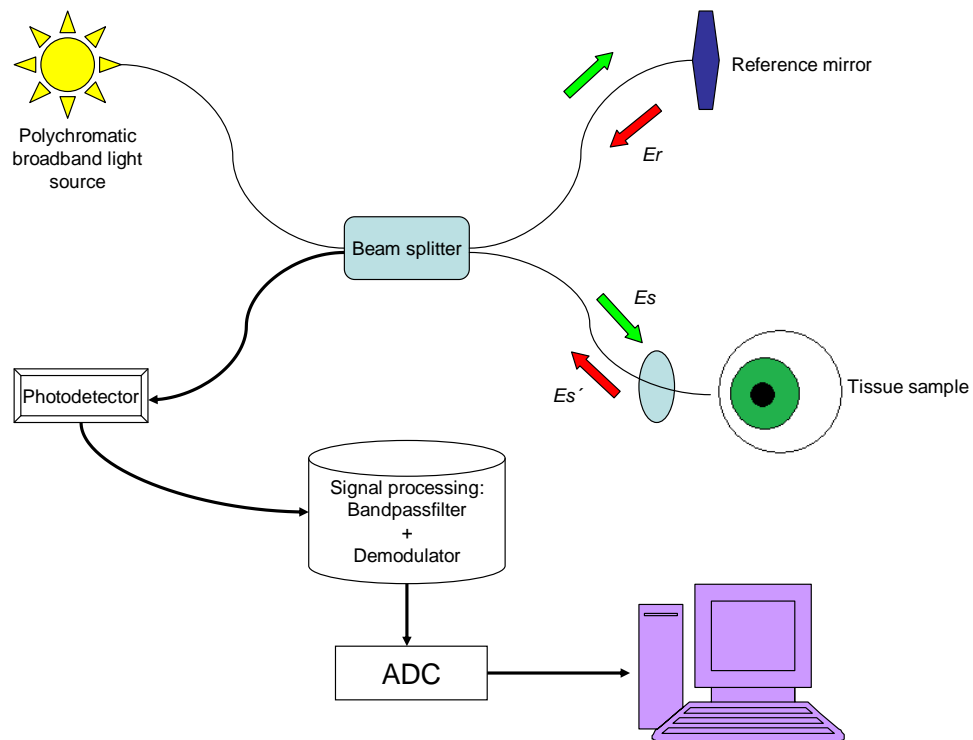 Polychromatic
broadband light
source
Reference mirror
Er
Beam splitter
Es
Es´
Tissue sample
Photodetector
Signal processing:
Bandpassfilter
+
Demodulator
ADC